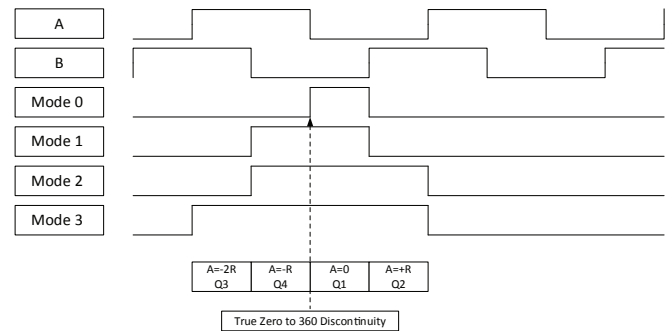 A
B
Mode 0
Mode 1
Mode 2
Mode 3
A=-2R A=-R A=0 A=+R
Q3 Q4 Q1 Q2
True Zero to 360 Discontinuity